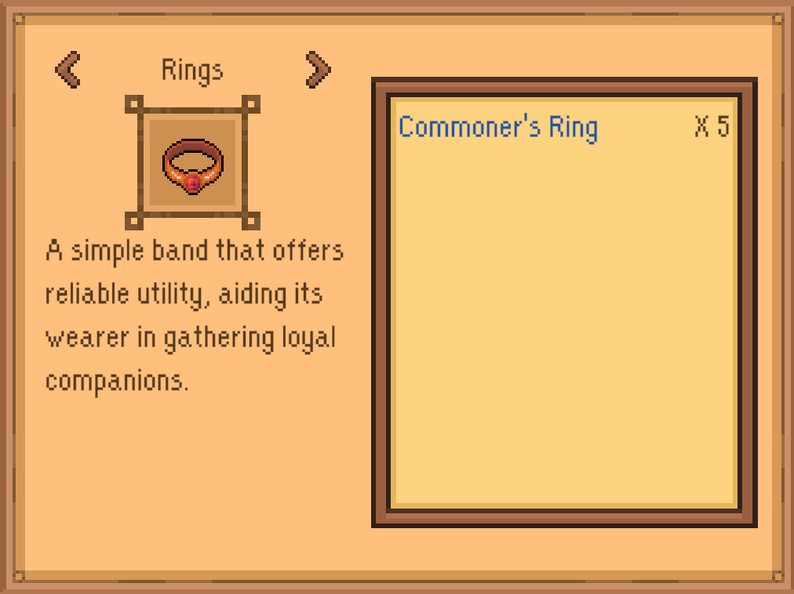 Rings
A simple band that offers
reliable utility, aiding its
wearer in gathering loyal
companions.
Commoner's Ring X 5